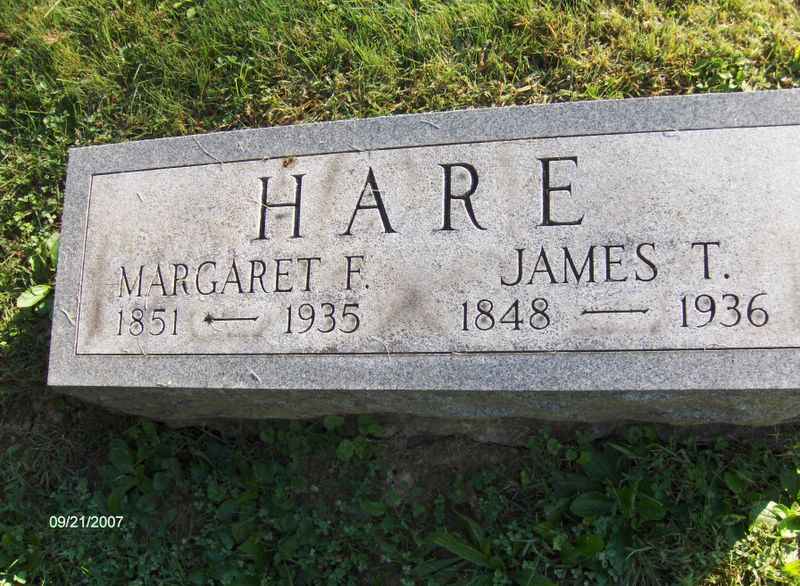 HARE
MARGARET F. JAMES T.
1851 — 1935 1848 — 1936
09/21/2007